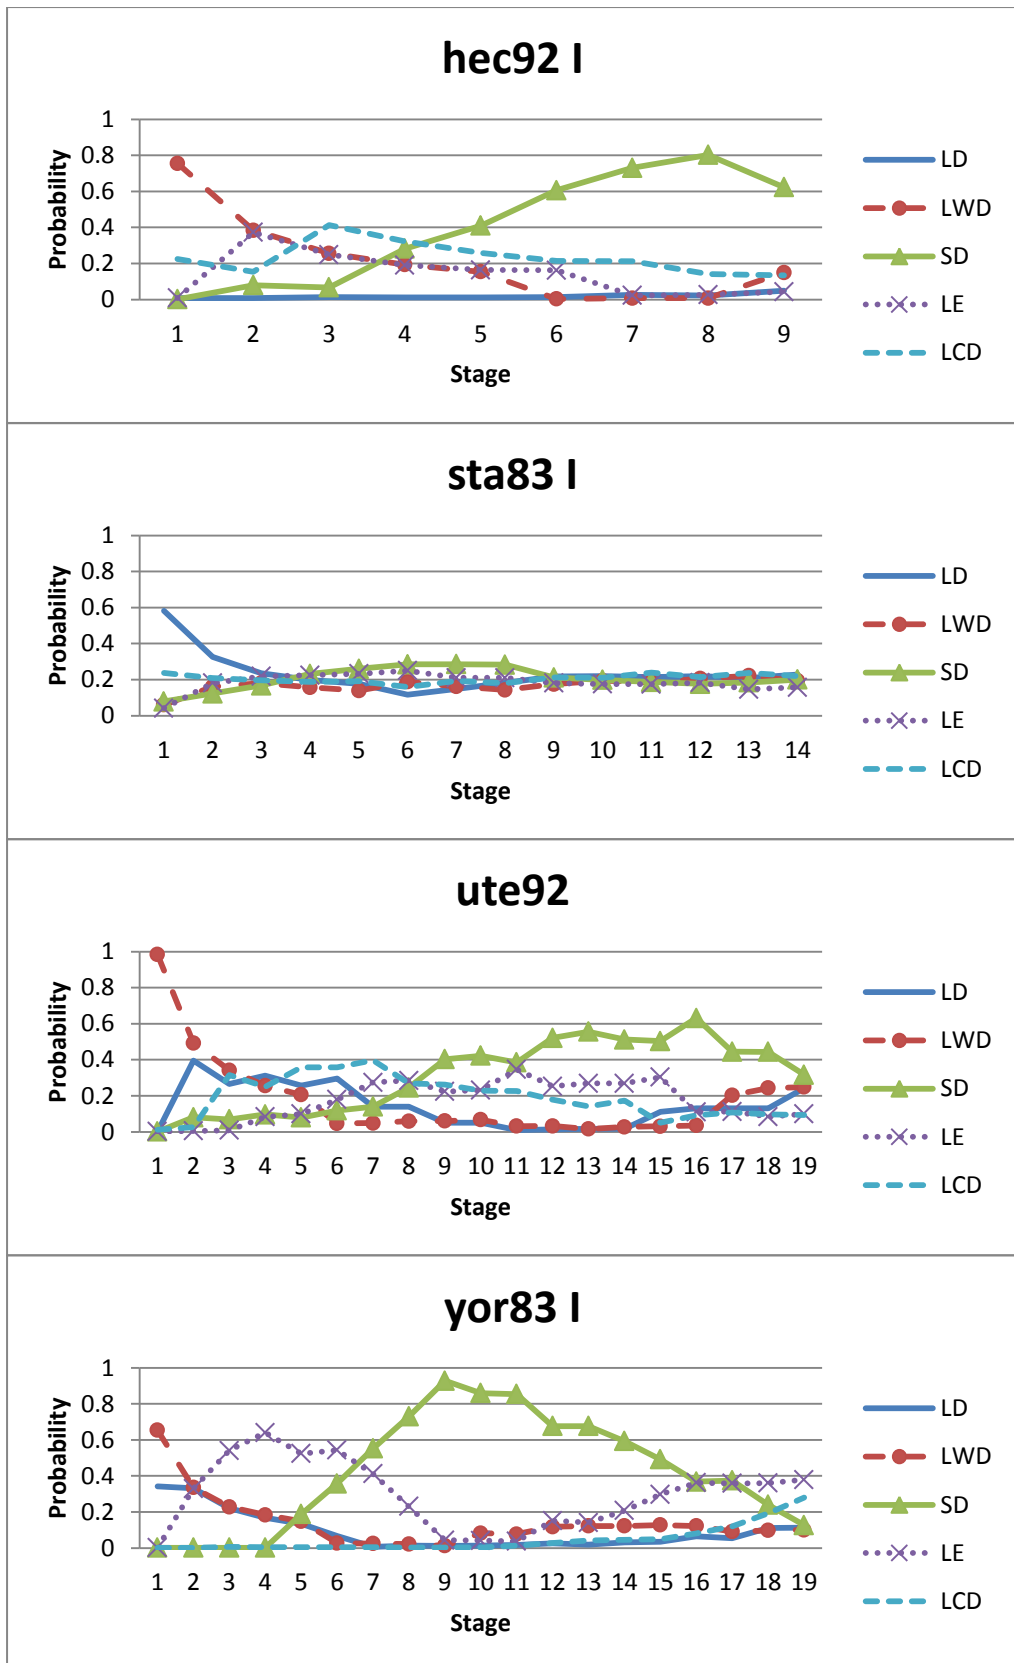 hec92 I
1
0.8
0.6
0.4
0.2
0
Probability
1 2 3 4 5 6 7 8 9
Stage
LD
LWD
SD
LE
LCD
sta83 I
1
0.8
0.6
0.4
0.2
0
Probability
1 2 3 4 5 6 7 8 9 10 11 12 13 14
Stage
LD
LWD
SD
LE
LCD
ute92
1
0.8
0.6
0.4
0.2
0
Probability
1 2 3 4 5 6 7 8 9 10 11 12 13 14 15 16 17 18 19
Stage
LD
LWD
SD
LE
LCD
yor83 I
1
0.8
0.6
0.4
0.2
0
Probability
1 2 3 4 5 6 7 8 9 10 11 12 13 14 15 16 17 18 19
Stage
LD
LWD
SD
LE
LCD